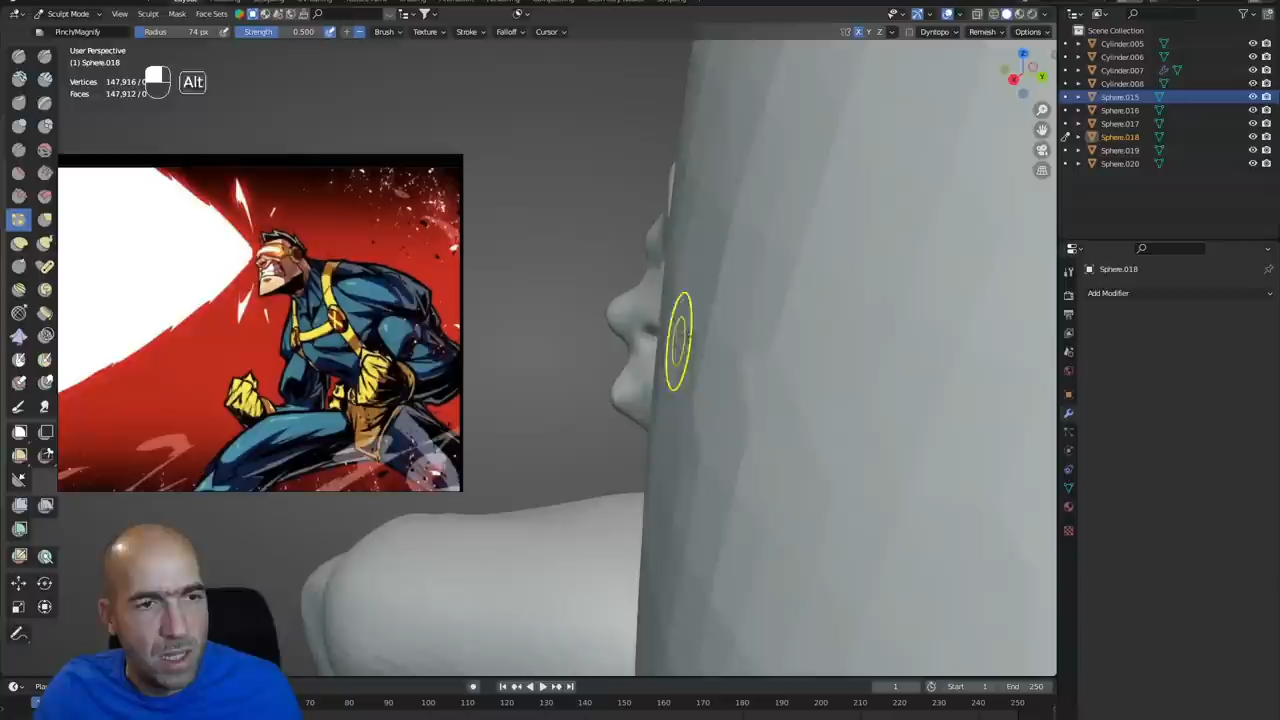 Sculpt Mode View Sculpt Mask Face Sets
PinchMagnify Radius 74 px Strength 0.500 Brush Texture Stroke Falloff Cursor X Y Z Dyntopo Remesh Options
User Perspective
(1) Sphere.018
Vertices 147,916 / 0
Faces 147,912 / 0
Alt
Z
Y
X
Scene Collection
Cylinder.005
Cylinder.006
Cylinder.007
Cylinder.008
Sphere.015
Sphere.016
Sphere.017
Sphere.018
Sphere.019
Sphere.020
Sphere.018
Add Modifier
1 Start 1 End 250
70 80 90 100 110 120 130 140 150 160 170 180 190 200 210 220 230 240 250